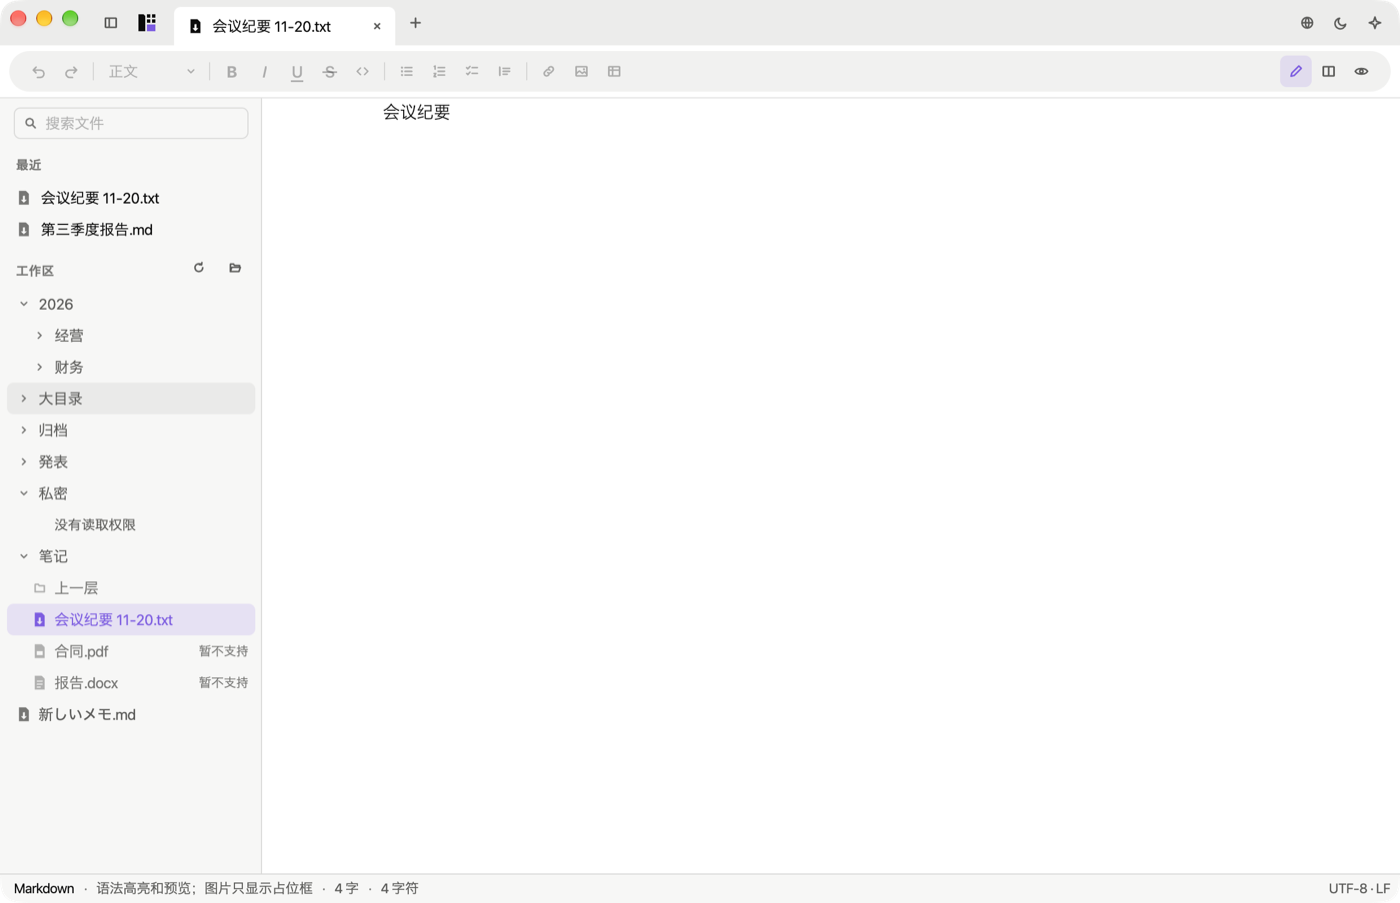 会议纪要 11-20.txt
正文
B I U S
搜索文件
最近
会议纪要 11-20.txt
第三季度报告.md
工作区
2026
经营
财务
大目录
归档
発表
私密
没有读取权限
笔记
上一层
会议纪要 11-20.txt
合同.pdf 暂不支持
报告.docx 暂不支持
新しいメモ.md
会议纪要
Markdown · 语法高亮和预览；图片只显示占位框 · 4 字 · 4 字符
UTF-8 · LF